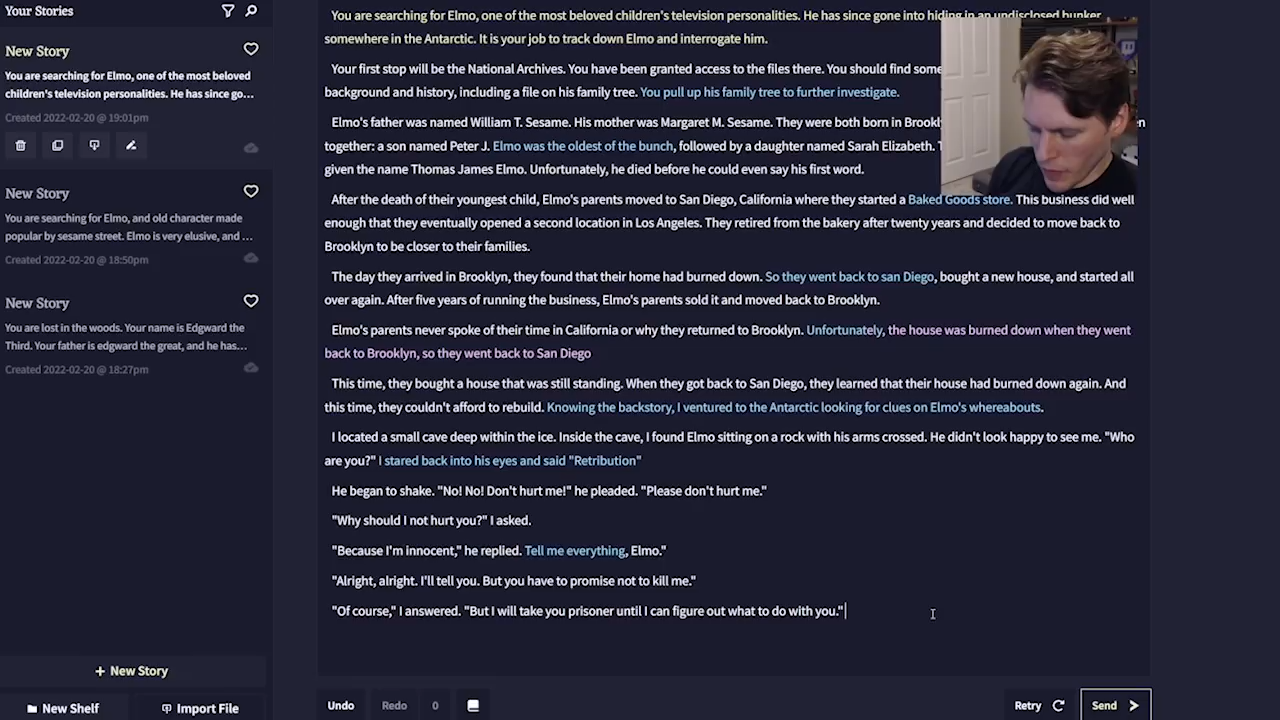 Your Stories
New Story
You are searching for Elmo, one of the most beloved
children's television personalities. He has since go…
Created 2022-02-20 @ 19:01pm
New Story
You are searching for Elmo, and old character made
popular by sesame street. Elmo is very elusive, and …
Created 2022-02-20 @ 18:50pm
New Story
You are lost in the woods. Your name is Edgward the
Third. Your father is edgward the great, and he has…
Created 2022-02-20 @ 18:27pm
+ New Story
New Shelf
Import File
You are searching for Elmo, one of the most beloved children's television personalities. He has since gone into hiding in an undisclosed bunker
somewhere in the Antarctic. It is your job to track down Elmo and interrogate him.
Your first stop will be the National Archives. You have been granted access to the files there. You should find some
background and history, including a file on his family tree. You pull up his family tree to further investigate.
Elmo's father was named William T. Sesame. His mother was Margaret M. Sesame. They were both born in
together: a son named Peter J. Elmo was the oldest of the bunch, followed by a daughter named Sarah Elizabeth.
given the name Thomas James Elmo. Unfortunately, he died before he could even say his first word.
After the death of their youngest child, Elmo's parents moved to San Diego, California where they started a Baked Goods store. This business did well
enough that they eventually opened a second location in Los Angeles. They retired from the bakery after twenty years and decided to move back to
Brooklyn to be closer to their families.
The day they arrived in Brooklyn, they found that their home had burned down. So they went back to san Diego, bought a new house, and started all
over again. After five years of running the business, Elmo's parents sold it and moved back to Brooklyn.
Elmo's parents never spoke of their time in California or why they returned to Brooklyn. Unfortunately, the house was burned down when they went
back to Brooklyn, so they went back to San Diego
This time, they bought a house that was still standing. When they got back to San Diego, they learned that their house had burned down again. And
this time, they couldn't afford to rebuild. Knowing the backstory, I ventured to the Antarctic looking for clues on Elmo's whereabouts.
I located a small cave deep within the ice. Inside the cave, I found Elmo sitting on a rock with his arms crossed. He didn't look happy to see me. "Who
are you?" I stared back into his eyes and said "Retribution"
He began to shake. "No! No! Don't hurt me!" he pleaded. "Please don't hurt me."
"Why should I not hurt you?" I asked.
"Because I'm innocent," he replied. Tell me everything, Elmo."
"Alright, alright. I'll tell you. But you have to promise not to kill me."
"Of course," I answered. "But I will take you prisoner until I can figure out what to do with you."
Undo
Redo
0
Retry
Send